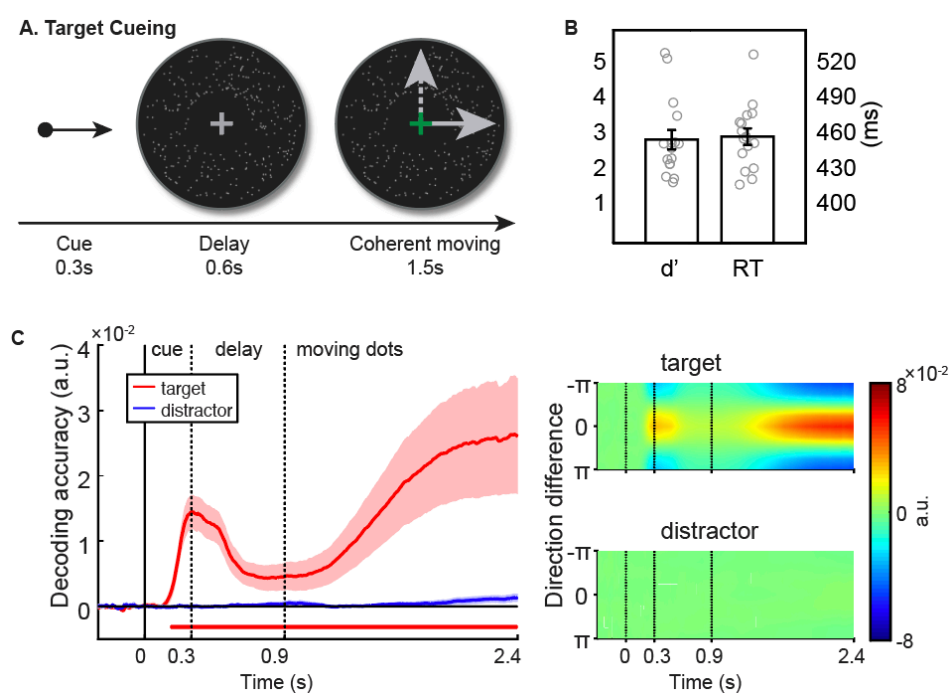 A. Target Cueing
Cue
0.3s
Delay
0.6s
Coherent moving
1.5s
B
5
4
3
2
1
520
490
460
430
400
(ms)
d'
RT
C
×10⁻²
4
3
2
1
0
Decoding accuracy (a.u.)
cue
delay
moving dots
target
distractor
0
0.3
0.9
2.4
Time (s)
target
-π
0
π
distractor
-π
0
π
Direction difference
0
0.3
0.9
2.4
Time (s)
×10⁻²
8
0
-8
a.u.